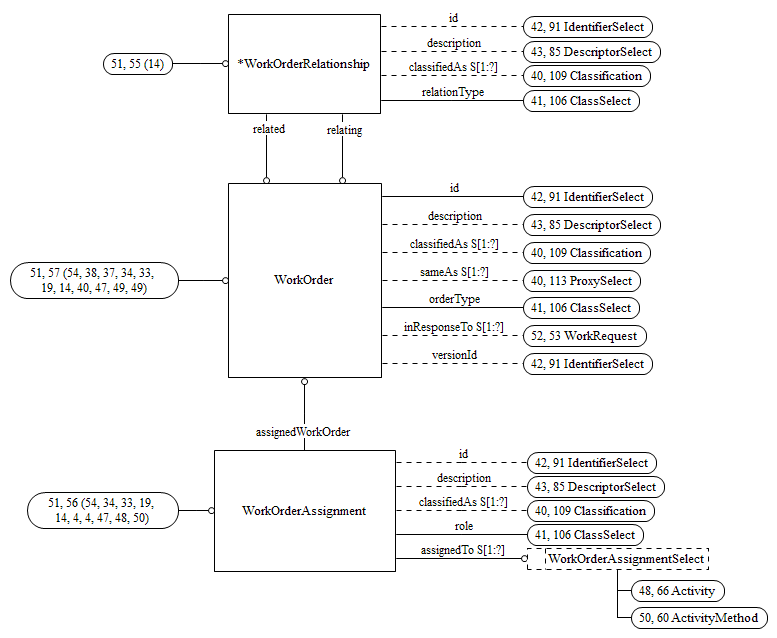 id
42, 91 IdentifierSelect
description
43, 85 DescriptorSelect
51, 55 (14)
*WorkOrderRelationship
classifiedAs S[1:?]
40, 109 Classification
relationType
41, 106 ClassSelect
related
relating
id
42, 91 IdentifierSelect
description
43, 85 DescriptorSelect
classifiedAs S[1:?]
40, 109 Classification
51, 57 (54, 38, 37, 34, 33,
19, 14, 40, 47, 49, 49)
WorkOrder
sameAs S[1:?]
40, 113 ProxySelect
orderType
41, 106 ClassSelect
inResponseTo S[1:?]
52, 53 WorkRequest
versionId
42, 91 IdentifierSelect
assignedWorkOrder
id
42, 91 IdentifierSelect
description
43, 85 DescriptorSelect
51, 56 (54, 34, 33, 19,
14, 4, 4, 47, 48, 50)
WorkOrderAssignment
classifiedAs S[1:?]
40, 109 Classification
role
41, 106 ClassSelect
assignedTo S[1:?]
WorkOrderAssignmentSelect
48, 66 Activity
50, 60 ActivityMethod